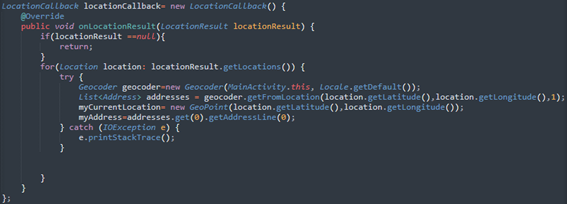 LocationCallback locationCallback= new LocationCallback() {
    @Override
    public void onLocationResult(LocationResult locationResult) {
        if(locationResult ==null){
            return;
        }
        for(Location location: locationResult.getLocations()) {
            try {
                Geocoder geocoder=new Geocoder(MainActivity.this, Locale.getDefault());
                List<Address> addresses = geocoder.getFromLocation(location.getLatitude(),location.getLongitude(),1);
                myCurrentLocation= new GeoPoint(location.getLatitude(),location.getLongitude());
                myAddress=addresses.get(0).getAddressLine(0);
            } catch (IOException e) {
                e.printStackTrace();
            }
        }
    }
};